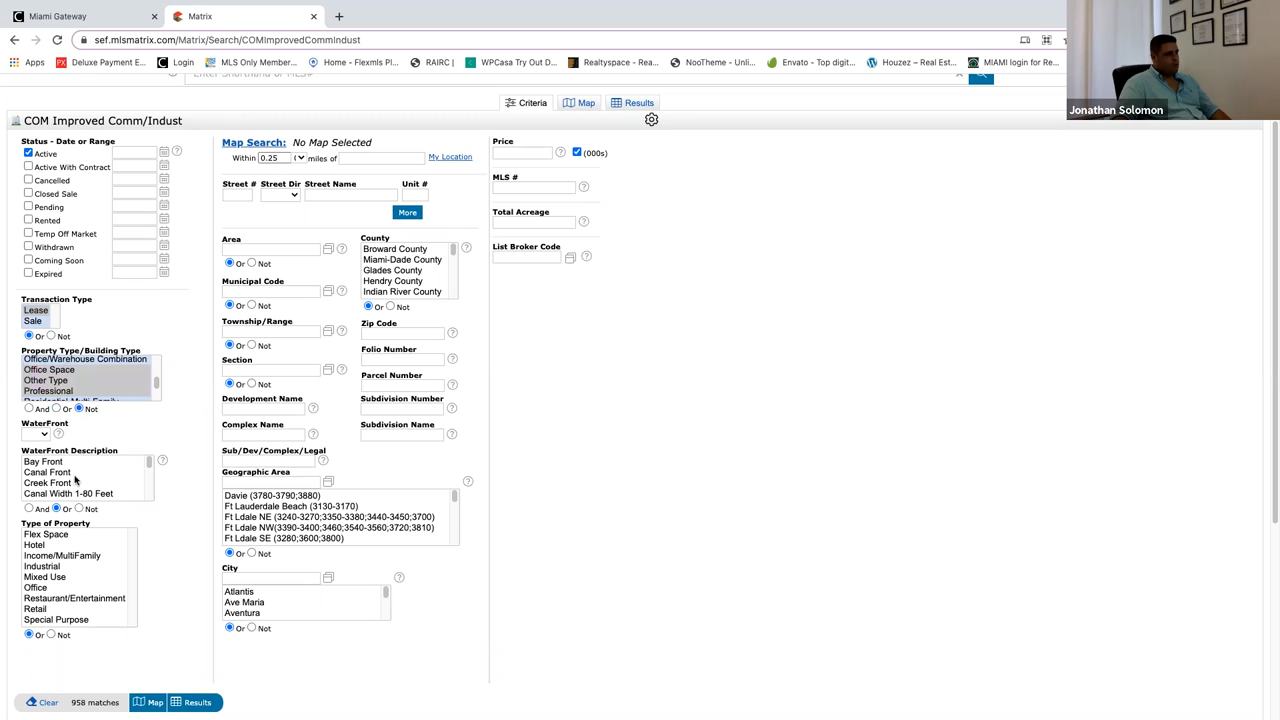 Miami Gateway
Matrix
sef.mlsmatrix.com/Matrix/Search/COMImprovedCommIndust
Apps
Deluxe Payment E...
Login
MLS Only Member...
Home - Flexmls Pl...
RAIRC |
WPCasa Try Out D...
Realtyspace - Rea...
NooTheme - Unlo...
Envato - Top digit...
Houzez – Real Est...
MIAMI login for Re...
Jonathan Solomon
Criteria
Map
Results
COM Improved Comm/Indust
Status - Date or Range
Active
Active With Contract
Cancelled
Closed Sale
Pending
Rented
Temp Off Market
Withdrawn
Coming Soon
Expired
Transaction Type
Lease
Sale
Or Not
Property Type/Building Type
Office/Warehouse Combination
Office Space
Other Type
Professional
And Or Not
WaterFront
WaterFront Description
Bay Front
Canal Front
Creek Front
Canal Width 1-80 Feet
And Or Not
Type of Property
Flex Space
Hotel
Income/MultiFamily
Industrial
Mixed Use
Office
Restaurant/Entertainment
Retail
Special Purpose
Or Not
Map Search: No Map Selected
Within 0.25 miles of My Location
Street # Street Dir Street Name Unit #
More
Area
Or Not
Municipal Code
Or Not
Township/Range
Or Not
Section
Or Not
Development Name
Complex Name
Sub/Dev/Complex/Legal
County
Broward County
Miami-Dade County
Glades County
Hendry County
Indian River County
Or Not
Zip Code
Folio Number
Parcel Number
Subdivision Number
Subdivision Name
Geographic Area
Davie (3780-3790;3880)
Ft Lauderdale Beach (3130-3170)
Ft Ldale NE (3240-3270;3350-3380;3440-3450;3700)
Ft Ldale NW(3390-3400;3460;3540-3560;3720;3810)
Ft Ldale SE (3280;3600;3800)
Or Not
City
Atlantis
Ave Maria
Aventura
Or Not
Price
(000s)
MLS #
Total Acreage
List Broker Code
Clear
958 matches
Map
Results